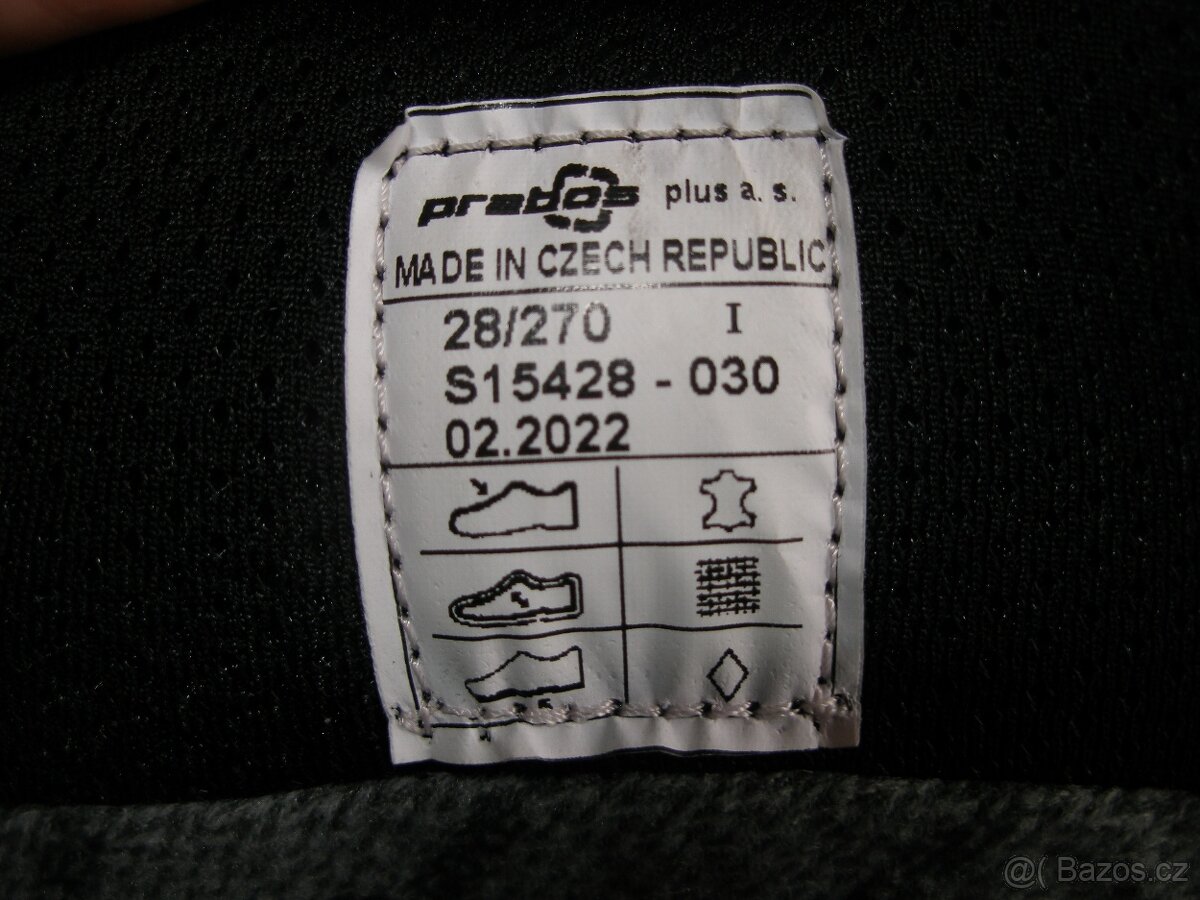 prabos plus a. s.
MADE IN CZECH REPUBLIC
28/270 I
S15428 - 030
02.2022
@( Bazos.cz